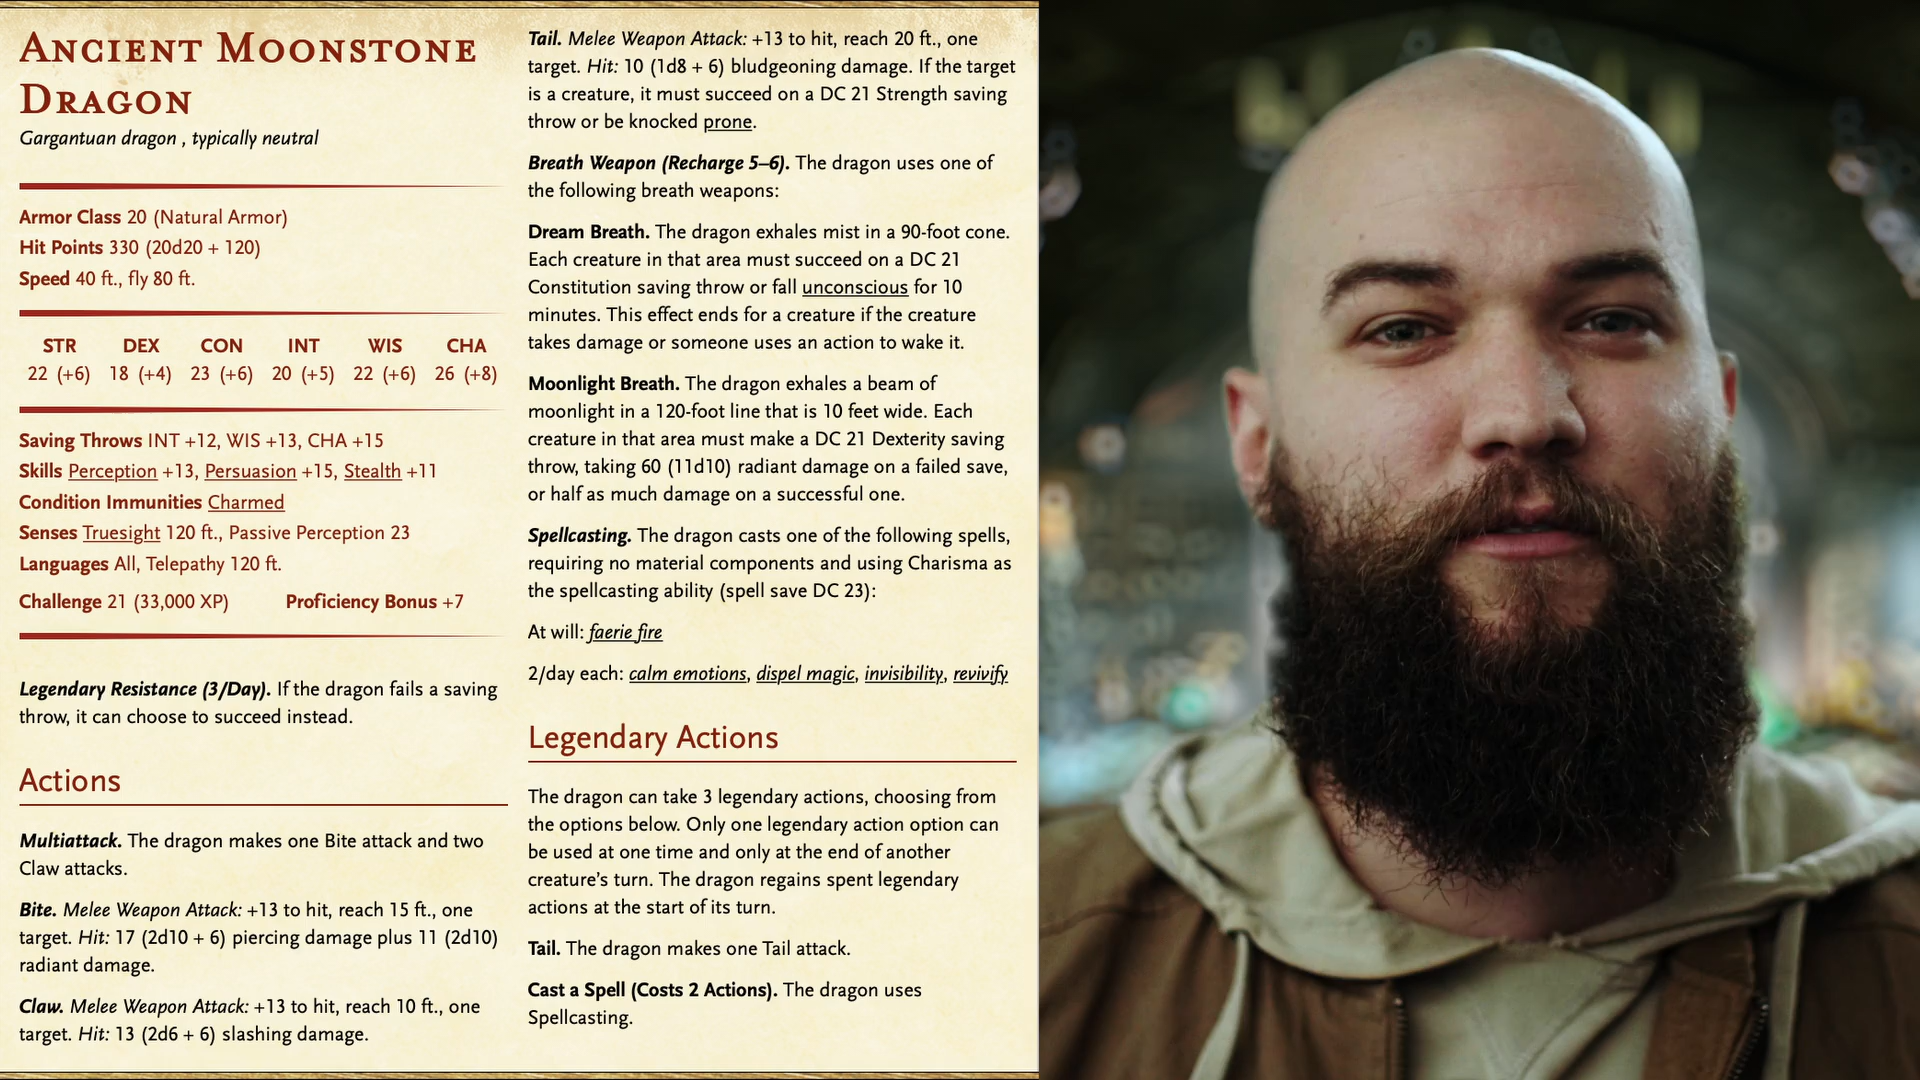 Ancient Moonstone
Dragon
Gargantuan dragon , typically neutral
Armor Class 20 (Natural Armor)
Hit Points 330 (20d20 + 120)
Speed 40 ft., fly 80 ft.
STR DEX CON INT WIS CHA
22 (+6) 18 (+4) 23 (+6) 20 (+5) 22 (+6) 26 (+8)
Saving Throws INT +12, WIS +13, CHA +15
Skills Perception +13, Persuasion +15, Stealth +11
Condition Immunities Charmed
Senses Truesight 120 ft., Passive Perception 23
Languages All, Telepathy 120 ft.
Challenge 21 (33,000 XP) Proficiency Bonus +7
Legendary Resistance (3/Day). If the dragon fails a saving
throw, it can choose to succeed instead.
Actions
Multiattack. The dragon makes one Bite attack and two
Claw attacks.
Bite. Melee Weapon Attack: +13 to hit, reach 15 ft., one
target. Hit: 17 (2d10 + 6) piercing damage plus 11 (2d10)
radiant damage.
Claw. Melee Weapon Attack: +13 to hit, reach 10 ft., one
target. Hit: 13 (2d6 + 6) slashing damage.
Tail. Melee Weapon Attack: +13 to hit, reach 20 ft., one
target. Hit: 10 (1d8 + 6) bludgeoning damage. If the target
is a creature, it must succeed on a DC 21 Strength saving
throw or be knocked prone.
Breath Weapon (Recharge 5–6). The dragon uses one of
the following breath weapons:
Dream Breath. The dragon exhales mist in a 90-foot cone.
Each creature in that area must succeed on a DC 21
Constitution saving throw or fall unconscious for 10
minutes. This effect ends for a creature if the creature
takes damage or someone uses an action to wake it.
Moonlight Breath. The dragon exhales a beam of
moonlight in a 120-foot line that is 10 feet wide. Each
creature in that area must make a DC 21 Dexterity saving
throw, taking 60 (11d10) radiant damage on a failed save,
or half as much damage on a successful one.
Spellcasting. The dragon casts one of the following spells,
requiring no material components and using Charisma as
the spellcasting ability (spell save DC 23):
At will: faerie fire
2/day each: calm emotions, dispel magic, invisibility, revivify
Legendary Actions
The dragon can take 3 legendary actions, choosing from
the options below. Only one legendary action option can
be used at one time and only at the end of another
creature’s turn. The dragon regains spent legendary
actions at the start of its turn.
Tail. The dragon makes one Tail attack.
Cast a Spell (Costs 2 Actions). The dragon uses
Spellcasting.